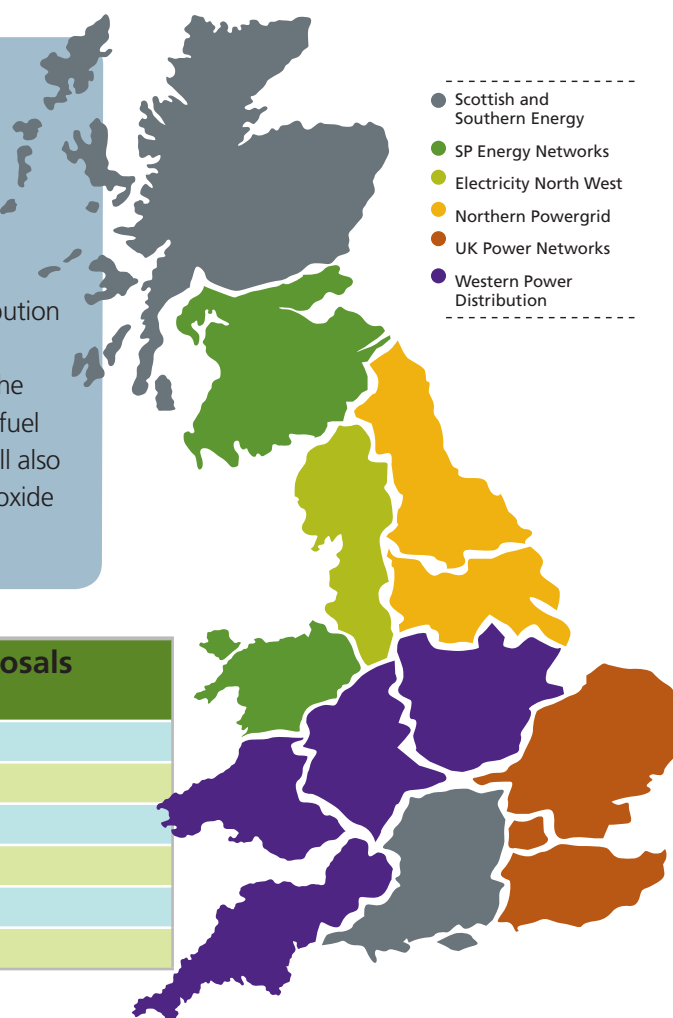 bution
he
fuel
ll also
oxide
osals
Scottish and
Southern Energy
SP Energy Networks
Electricity North West
Northern Powergrid
UK Power Networks
Western Power
Distribution